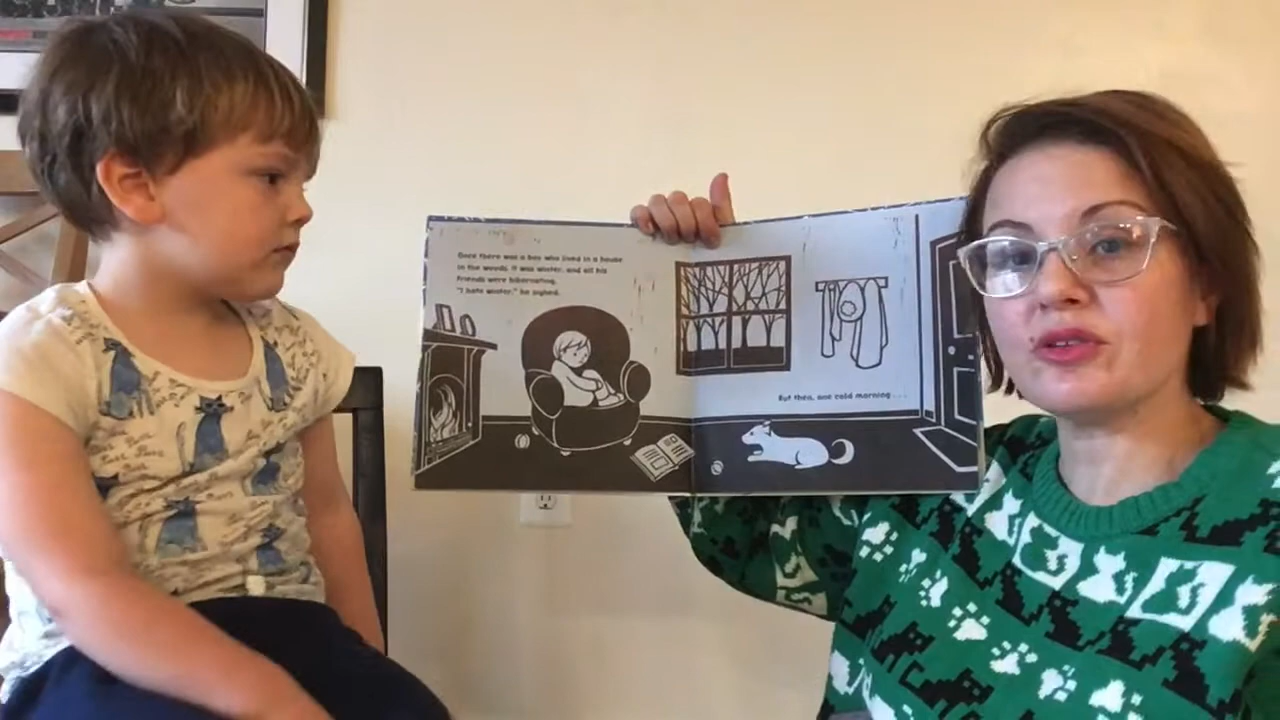 Once there was a boy who lived in a house
in the woods. It was winter, and all his
friends were hibernating.
"I hate winter," he sighed.
But then, one cold morning . . .